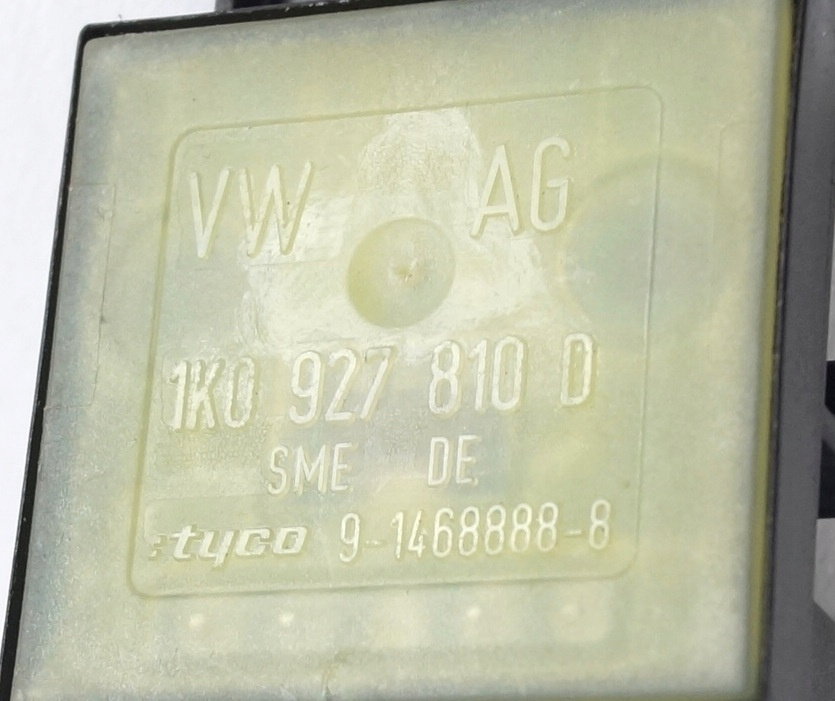 VW AG
1K0 927 810 D
SME DE
tyco 9-1468888-8